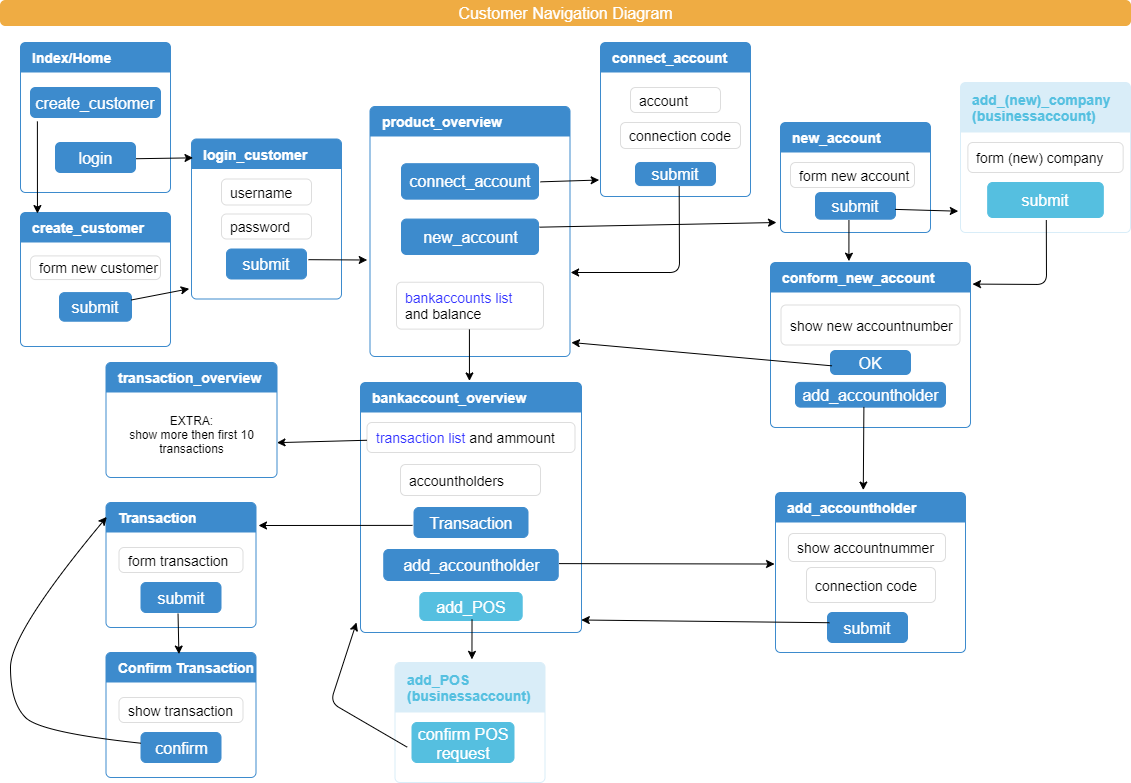 Customer Navigation Diagram
Index/Home
create_customer
login
create_customer
form new customer
submit
login_customer
username
password
submit
product_overview
connect_account
new_account
bankaccounts list
and balance
connect_account
account
connection code
submit
new_account
form new account
submit
add_(new)_company
(businessaccount)
form (new) company
submit
conform_new_account
show new accountnumber
OK
add_accountholder
transaction_overview
EXTRA:
show more then first 10
transactions
bankaccount_overview
transaction list and ammount
accountholders
Transaction
add_accountholder
add_POS
add_accountholder
show accountnummer
connection code
submit
Transaction
form transaction
submit
Confirm Transaction
show transaction
confirm
add_POS
(businessaccount)
confirm POS
request